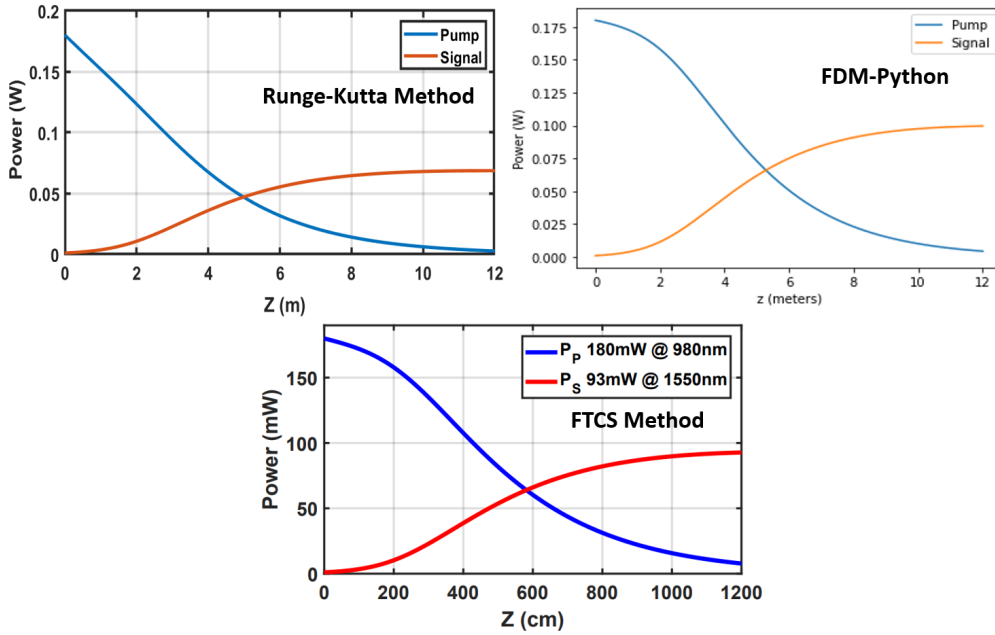 0.2
0.15
0.1
0.05
0
Power (W)
Pump
Signal
Runge-Kutta Method
0 2 4 6 8 10 12
Z (m)
0.175
0.150
0.125
0.100
0.075
0.050
0.025
0.000
Power (W)
Pump
Signal
FDM-Python
0 2 4 6 8 10 12
z (meters)
150
100
50
0
Power (mW)
P_P 180mW @ 980nm
P_S 93mW @ 1550nm
FTCS Method
0 200 400 600 800 1000 1200
Z (cm)